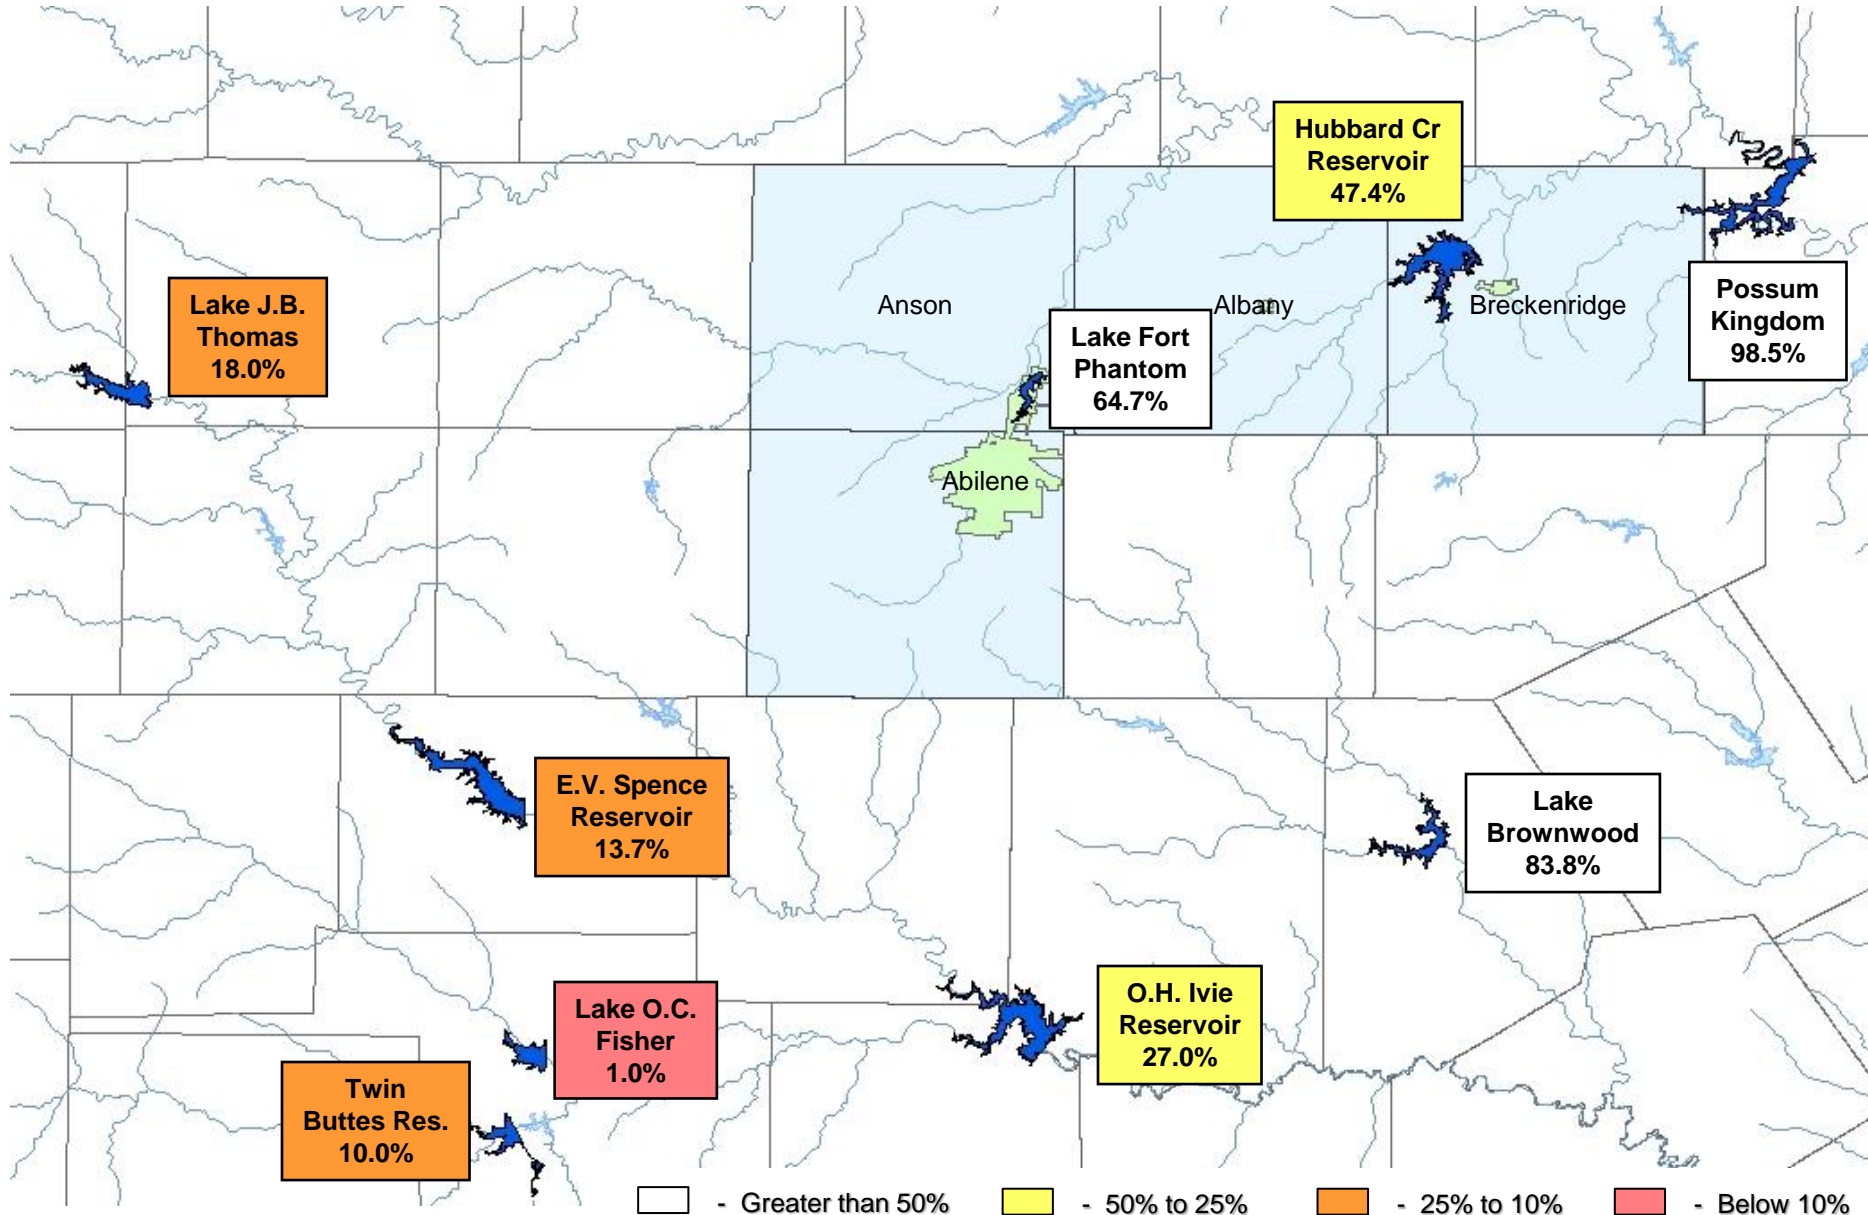 Hubbard Cr
Reservoir
47.4%
Possum
Kingdom
98.5%
Lake J.B.
Thomas
18.0%
Anson
Albany
Breckenridge
Lake Fort
Phantom
64.7%
Abilene
E.V. Spence
Reservoir
13.7%
Lake
Brownwood
83.8%
Lake O.C.
Fisher
1.0%
O.H. Ivie
Reservoir
27.0%
Twin
Buttes Res.
10.0%
- Greater than 50%
- 50% to 25%
- 25% to 10%
- Below 10%